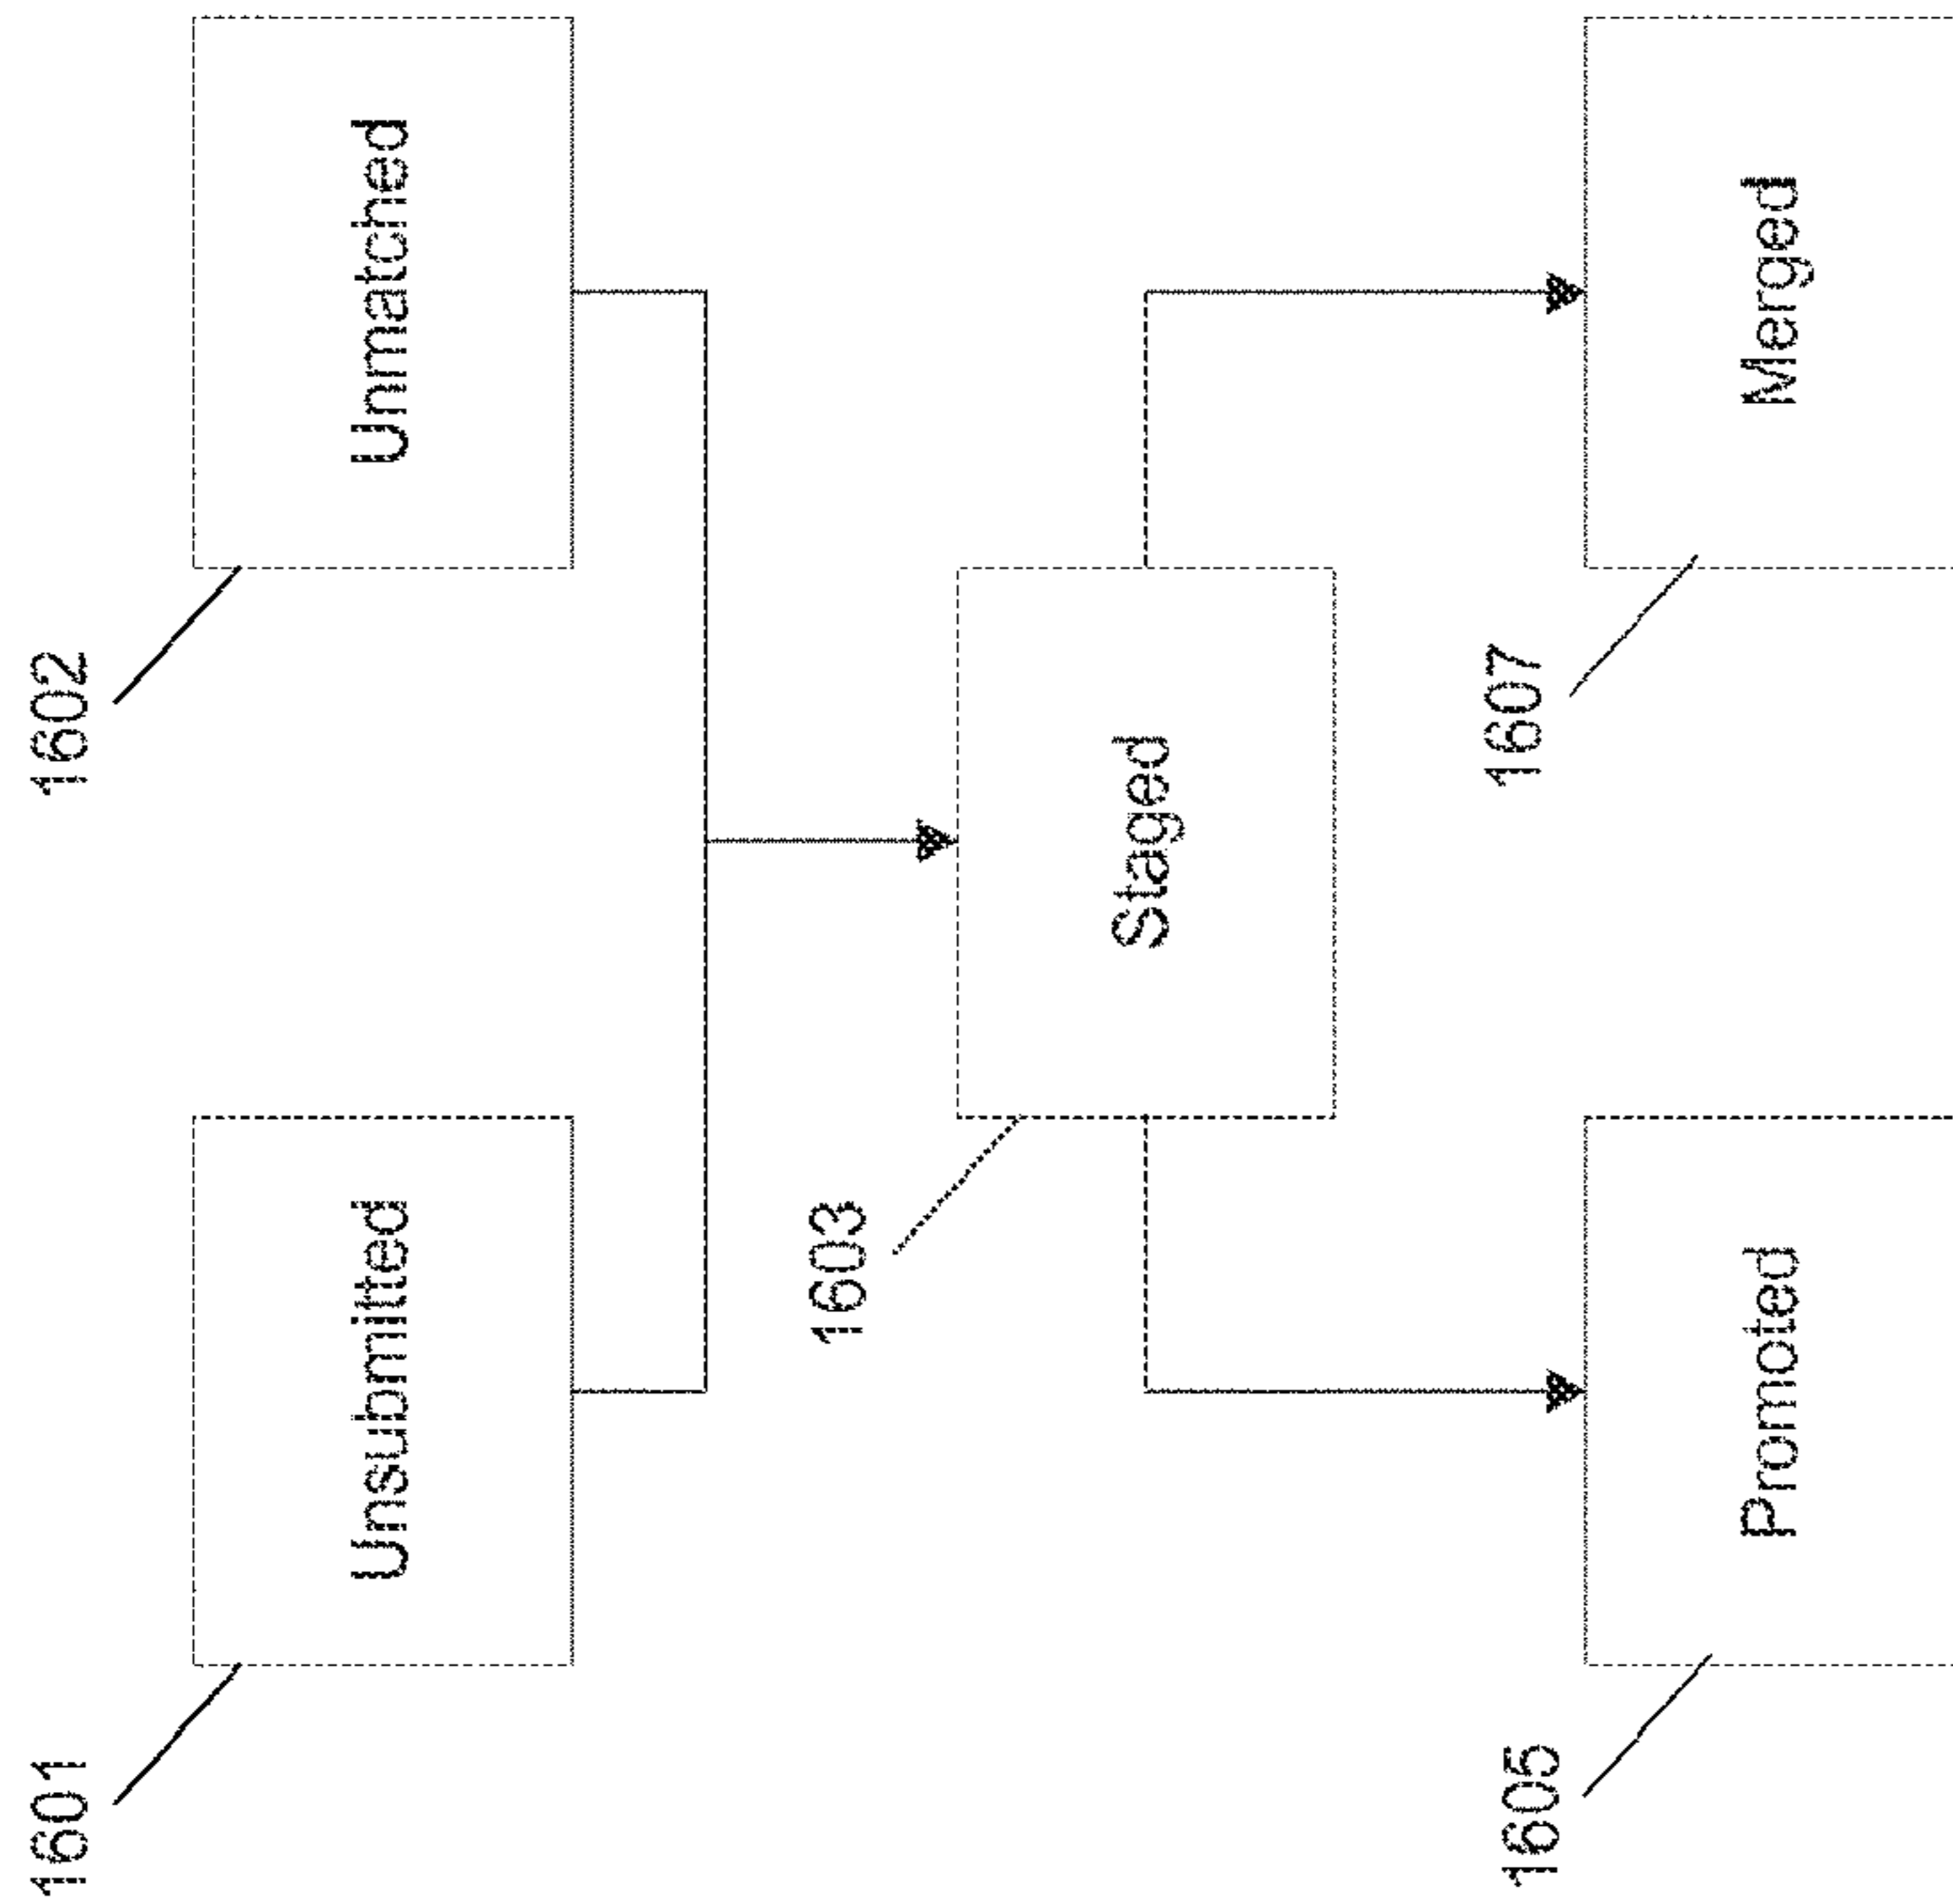 1601
Unsubmitted
1602
Unmatched
1603
Staged
1605
Promoted
1607
Merged